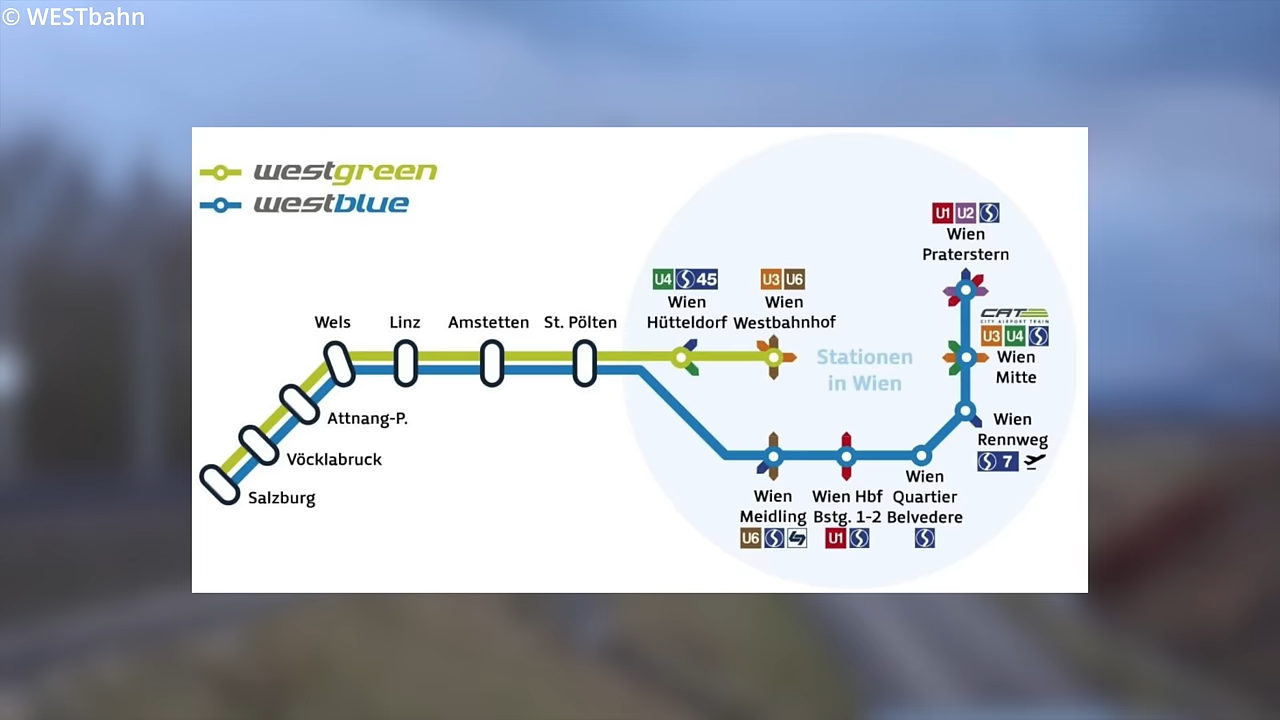 © WESTbahn
westgreen
westblue
U1 U2 S
Wien
Praterstern
U4 S 45
Wien
Hütteldorf
U3 U6
Wien
Westbahnhof
CAT
CITY AIRPORT TRAIN
U3 U4 S
Wien
Mitte
Wels
Linz
Amstetten
St. Pölten
Stationen
in Wien
Attnang-P.
Vöcklabruck
Salzburg
Wien
Rennweg
S 7
Wien
Meidling
U6 S
Wien Hbf
Bstg. 1-2
U1 S
Wien
Quartier
Belvedere
S